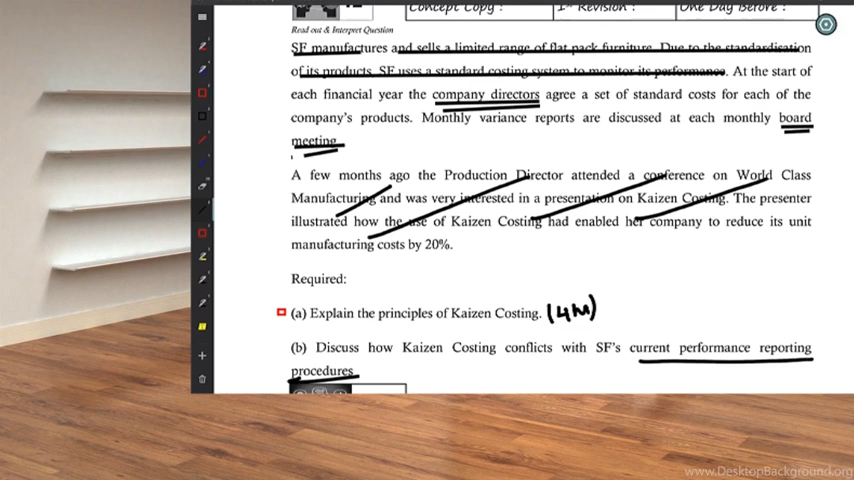 Concept Copy :
1st Revision :
One Day Before :
Read out & Interpret Question
SF manufactures and sells a limited range of flat pack furniture. Due to the standardisation
of its products, SF uses a standard costing system to monitor its performance. At the start of
each financial year the company directors agree a set of standard costs for each of the
company's products. Monthly variance reports are discussed at each monthly board
meeting.
A few months ago the Production Director attended a conference on World Class
Manufacturing and was very interested in a presentation on Kaizen Costing. The presenter
illustrated how the use of Kaizen Costing had enabled her company to reduce its unit
manufacturing costs by 20%.
Required:
(a) Explain the principles of Kaizen Costing. (4M)
(b) Discuss how Kaizen Costing conflicts with SF's current performance reporting
procedures
www.DesktopBackground.org